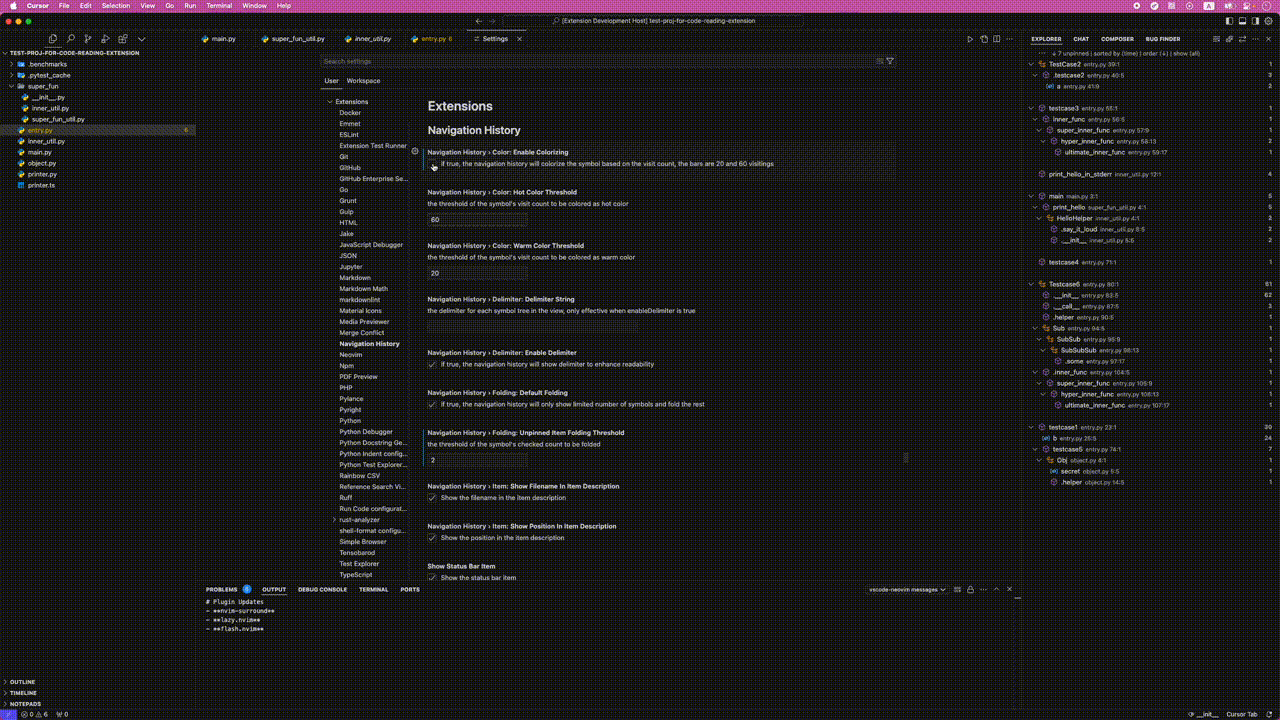 Cursor File Edit Selection View Go Run Terminal Window Help
[Extension Development Host] test-proj-for-code-reading-extension
main.py super_fun_util.py inner_util.py entry.py 6 Settings
EXPLORER CHAT COMPOSER BUG FINDER
TEST-PROJ-FOR-CODE-READING-EXTENSION
.benchmarks
.pytest_cache
super_fun
__init__.py
inner_util.py
super_fun_util.py
entry.py 6
inner_util.py
main.py
object.py
printer.py
printer.ts
OUTLINE
TIMELINE
NOTEPADS
Search settings
User Workspace
Extensions
Docker
Emmet
ESLint
Extension Test Runner
Git
GitHub
GitHub Enterprise Se...
Go
Grunt
Gulp
HTML
Jake
JavaScript Debugger
JSON
Jupyter
Markdown
Markdown Math
markdownlint
Material Icons
Media Previewer
Merge Conflict
Navigation History
Neovim
Npm
PDF Preview
PHP
Pylance
Pyright
Python
Python Debugger
Python Docstring Ge...
Python Indent config...
Python Test Explorer...
Rainbow CSV
Reference Search Vi...
Ruff
Run Code configurat...
rust-analyzer
shell-format configu...
Simple Browser
Tensobarod
Test Explorer
TypeScript
Extensions
Navigation History
Navigation History › Color: Enable Colorizing
If true, the navigation history will colorize the symbol based on the visit count, the bars are 20 and 60 visitings
Navigation History › Color: Hot Color Threshold
the threshold of the symbol's visit count to be colored as hot color
60
Navigation History › Color: Warm Color Threshold
the threshold of the symbol's visit count to be colored as warm color
20
Navigation History › Delimiter: Delimiter String
the delimiter for each symbol tree in the view, only effective when enableDelimiter is true
Navigation History › Delimiter: Enable Delimiter
If true, the navigation history will show delimiter to enhance readability
Navigation History › Folding: Default Folding
If true, the navigation history will only show limited number of symbols and fold the rest
Navigation History › Folding: Unpinned Item Folding Threshold
the threshold of the symbol's checked count to be folded
2
Navigation History › Item: Show Filename In Item Description
Show the filename in the item description
Navigation History › Item: Show Position In Item Description
Show the position in the item description
Show Status Bar Item
Show the status bar item
PROBLEMS 6 OUTPUT DEBUG CONSOLE TERMINAL PORTS
vscode-neovim messages
# Plugin Updates
- **nvim-surround**
- **lazy.nvim**
- **flash.nvim**
↓ 7 unpinned | sorted by (time) | order (↓) | show (all)
TestCase2 entry.py 39:1 1
.testcase2 entry.py 40:5 2
a entry.py 41:9 2
testcase3 entry.py 55:1 1
inner_func entry.py 56:5 1
super_inner_func entry.py 57:9 1
hyper_inner_func entry.py 58:13 1
ultimate_inner_func entry.py 59:17 1
print_hello_in_stderr inner_util.py 12:1 4
main main.py 3:1 5
print_hello super_fun_util.py 4:1 5
HelloHelper inner_util.py 4:1 2
.say_it_loud inner_util.py 8:5 2
.__init__ inner_util.py 5:5 2
testcase4 entry.py 71:1 1
Testcase6 entry.py 80:1 61
.__init__ entry.py 83:5 62
.__call__ entry.py 87:5 3
.helper entry.py 90:5 1
Sub entry.py 94:5 1
SubSub entry.py 95:9 1
SubSubSub entry.py 96:13 1
.some entry.py 97:17 1
.inner_func entry.py 104:5 1
super_inner_func entry.py 105:9 1
hyper_inner_func entry.py 106:13 1
ultimate_inner_func entry.py 107:17 1
testcase1 entry.py 23:1 30
b entry.py 25:5 24
testcase5 entry.py 74:1 7
Obj object.py 4:1 1
secret object.py 5:5 1
.helper object.py 14:5 1
0 6 0
__init__ Cursor Tab